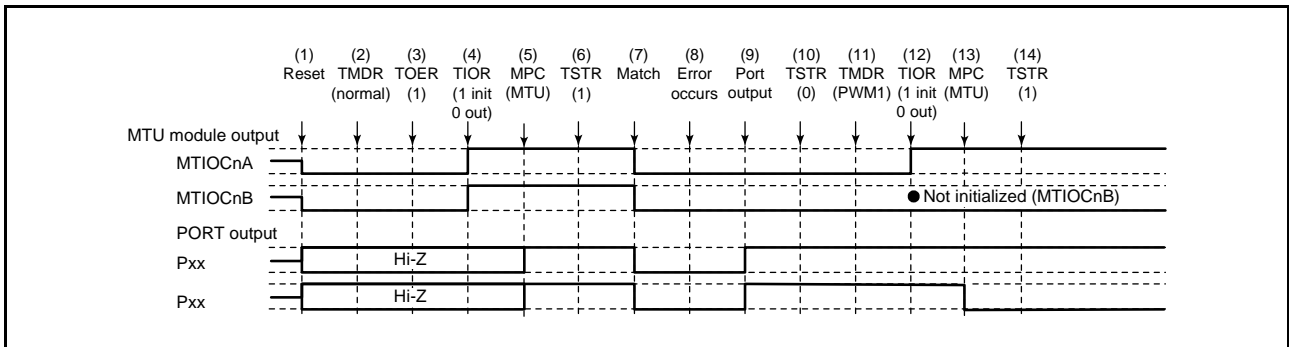 (1) (2) (3) (4) (5) (6) (7) (8) (9) (10) (11) (12) (13) (14)
Reset TMDR TOER TIOR MPC TSTR Match Error Port TSTR TMDR TIOR MPC TSTR
(normal) (1) (1 init (MTU) (1) occurs output (0) (PWM1) (1 init (MTU) (1)
0 out) 0 out)
MTU module output
MTIOCnA
MTIOCnB
Not initialized (MTIOCnB)
PORT output
Pxx
Hi-Z
Pxx
Hi-Z